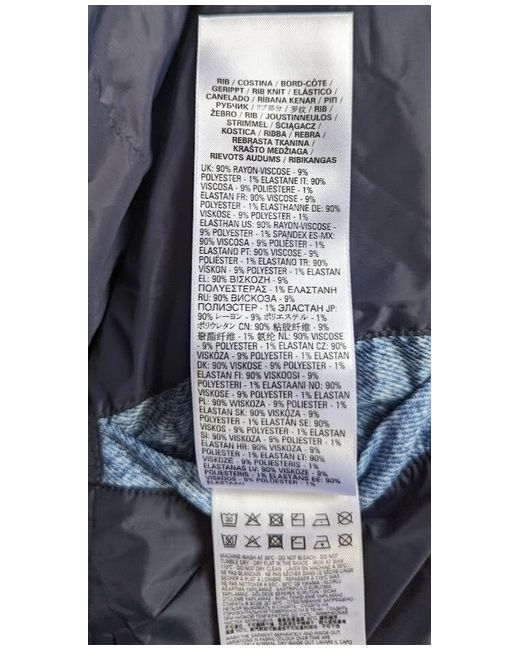 RIB / COSTINA / BORD-CÔTE /
GERIPPT / RIB KNIT / ELÁSTICO /
CANELADO / RIBANA KENAR / ΡΙΠ /
РУБЧИК / リブ部分 / 罗纹 / RIB /
ŽEBRO / RIB / JOUSTINNEULOS /
STRIMMEL / ŚCIĄGACZ /
KOSTICA / RIBBA / REBRA /
REBRASTA TKANINA /
KRAŠTO MEDŽIAGA /
RIEVOTS AUDUMS / RIBIKANGAS
UK: 90% RAYON-VISCOSE - 9%
POLYESTER - 1% ELASTANE IT: 90%
VISCOSA - 9% POLIESTERE - 1%
ELASTAN FR: 90% VISCOSE - 9%
POLYESTER - 1% ELASTHANNE DE: 90%
VISKOSE - 9% POLYESTER - 1%
ELASTHAN US: 90% RAYON-VISCOSE -
9% POLYESTER - 1% SPANDEX ES-MX:
90% VISCOSA - 9% POLIÉSTER - 1%
ELASTANO PT: 90% VISCOSE - 9%
POLIÉSTER - 1% ELASTANO TR: 90%
VİSKON - 9% POLYESTER - 1% ELASTAN
EL: 90% ΒΙΣΚΟΖΗ - 9%
ΠΟΛΥΕΣΤΕΡΑΣ - 1% ΕΛΑΣΤΑΝΗ
RU: 90% ВИСКОЗА - 9%
ПОЛИЭСТЕР - 1% ЭЛАСТАН JP:
90% レーヨン - 9% ポリエステル - 1%
ポリウレタン CN: 90% 粘胶纤维 - 9%
聚酯纤维 - 1% 氨纶 NL: 90% VISCOSE -
9% POLYESTER - 1% ELASTAN CZ: 90%
VISKÓZA - 9% POLYESTER - 1% ELASTAN
DK: 90% VISKOSE - 9% POLYESTER - 1%
ELASTAN FI: 90% VISKOOSI - 9%
POLYESTERI - 1% ELASTAANI NO: 90%
VISKOSE - 9% POLYESTER - 1% ELASTAN
PL: 90% WISKOZA - 9% POLIESTER - 1%
ELASTAN SK: 90% VISKÓZA - 9%
POLYESTER - 1% ELASTÁN SE: 90%
VISKOS - 9% POLYESTER - 1% ELASTAN
SI: 90% VISKOZA - 9% POLIESTER - 1%
ELASTAN HR: 90% VISKOZA - 9%
POLIESTER - 1% ELASTAN LT: 90%
VISKOZĖ - 9% POLIESTERIS - 1%
ELASTANAS LV: 90% VISKOZE - 9%
POLIESTERIS - 1% ELASTĀNS EE: 90%
VISKOOS - 9% POLÜESTER - 1%
ELASTAAN
MACHINE WASH AT 30°C - DO NOT BLEACH - DO NOT
TUMBLE DRY - DRY FLAT IN THE SHADE - IRON AT MAX
110°C - DO NOT DRY CLEAN